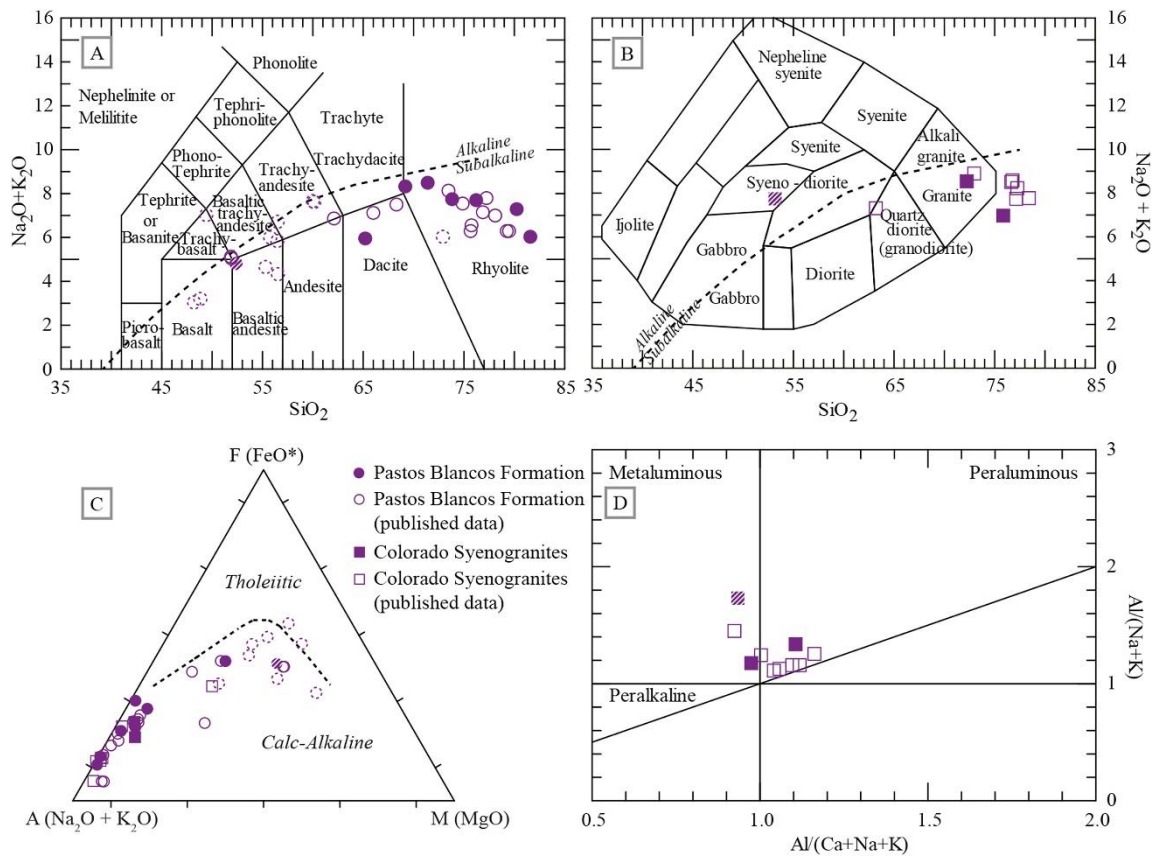 A
B
16
14
12
10
8
6
4
2
0
Na₂O+K₂O
Phonolite
Nephelinite or
Melilitite
Tephri-
phonolite
Trachyte
Phono-
Tephrite
Trachy-
andesite
Trachydacite
Alkaline
Subalkaline
Tephrite
or
Basanite
Basaltic
trachy-
andesite
Trachy-
basalt
Dacite
Rhyolite
Andesite
Picro-
basalt
Basalt
Basaltic
andesite
35 45 55 65 75 85
SiO₂
Nepheline
syenite
Syenite
Alkali
granite
Syenite
Syeno - diorite
Granite
Ijolite
Quartz
diorite
(granodiorite)
Gabbro
Diorite
Gabbro
Alkaline
Subalkaline
16
14
12
10
8
6
4
2
0
Na₂O + K₂O
35 45 55 65 75 85
SiO₂
C
F (FeO*)
Tholeiitic
Calc-Alkaline
A (Na₂O + K₂O)
M (MgO)
Pastos Blancos Formation
Pastos Blancos Formation
(published data)
Colorado Syenogranites
Colorado Syenogranites
(published data)
Metaluminous
Peraluminous
D
Peralkaline
3
2
1
0
Al/(Na+K)
0.5 1.0 1.5 2.0
Al/(Ca+Na+K)